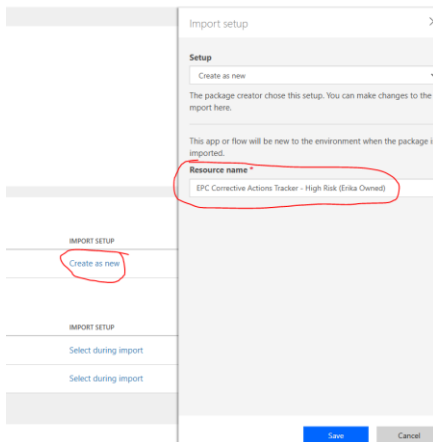 Import setup
Setup
Create as new
The package creator chose this setup. You can make changes to the
mport here.
This app or flow will be new to the environment when the package i
imported.
Resource name *
EPC Corrective Actions Tracker - High Risk (Erika Owned)
IMPORT SETUP
Create as new
IMPORT SETUP
Select during import
Select during import
Save
Cancel